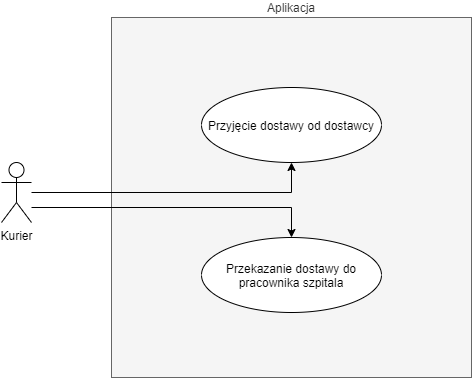 Aplikacja
Przyjęcie dostawy od dostawcy
Kurier
Przekazanie dostawy do
pracownika szpitala